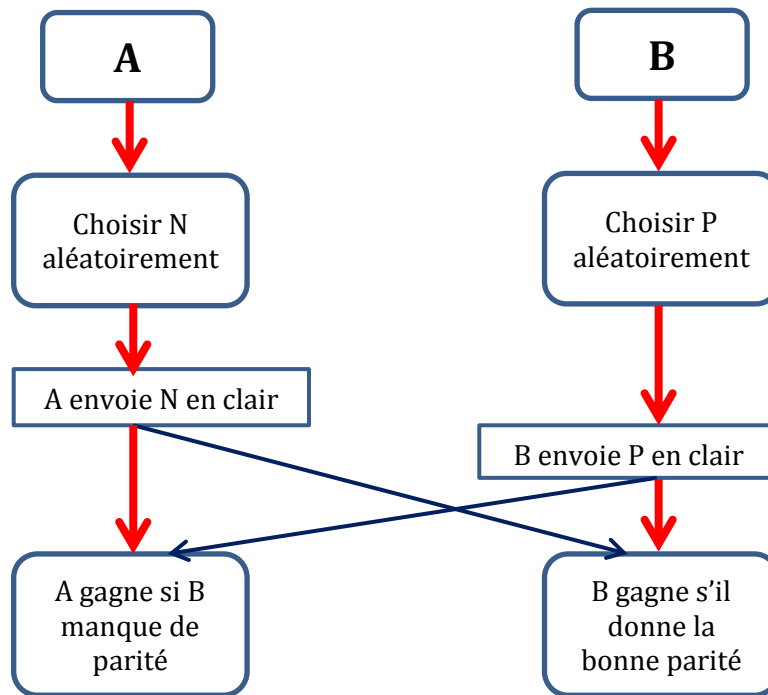 A
B
Choisir N
aléatoirement
Choisir P
aléatoirement
A envoie N en clair
B envoie P en clair
A gagne si B
manque de
parité
B gagne s’il
donne la
bonne parité